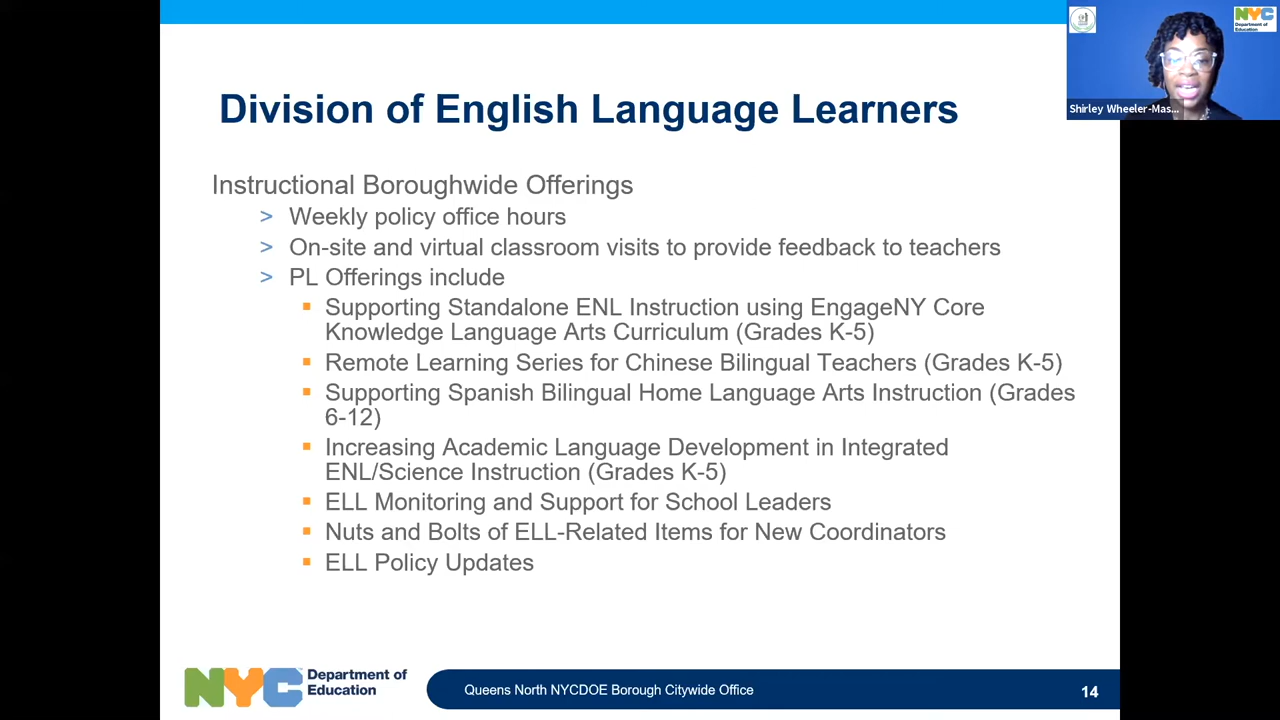 Division of English Language Learners
Instructional Boroughwide Offerings
> Weekly policy office hours
> On-site and virtual classroom visits to provide feedback to teachers
> PL Offerings include
▪ Supporting Standalone ENL Instruction using EngageNY Core
Knowledge Language Arts Curriculum (Grades K-5)
▪ Remote Learning Series for Chinese Bilingual Teachers (Grades K-5)
▪ Supporting Spanish Bilingual Home Language Arts Instruction (Grades
6-12)
▪ Increasing Academic Language Development in Integrated
ENL/Science Instruction (Grades K-5)
▪ ELL Monitoring and Support for School Leaders
▪ Nuts and Bolts of ELL-Related Items for New Coordinators
▪ ELL Policy Updates
NYC Department of
Education
Queens North NYCDOE Borough Citywide Office
14
NYC
Department of
Education
Shirley Wheeler-Mas...